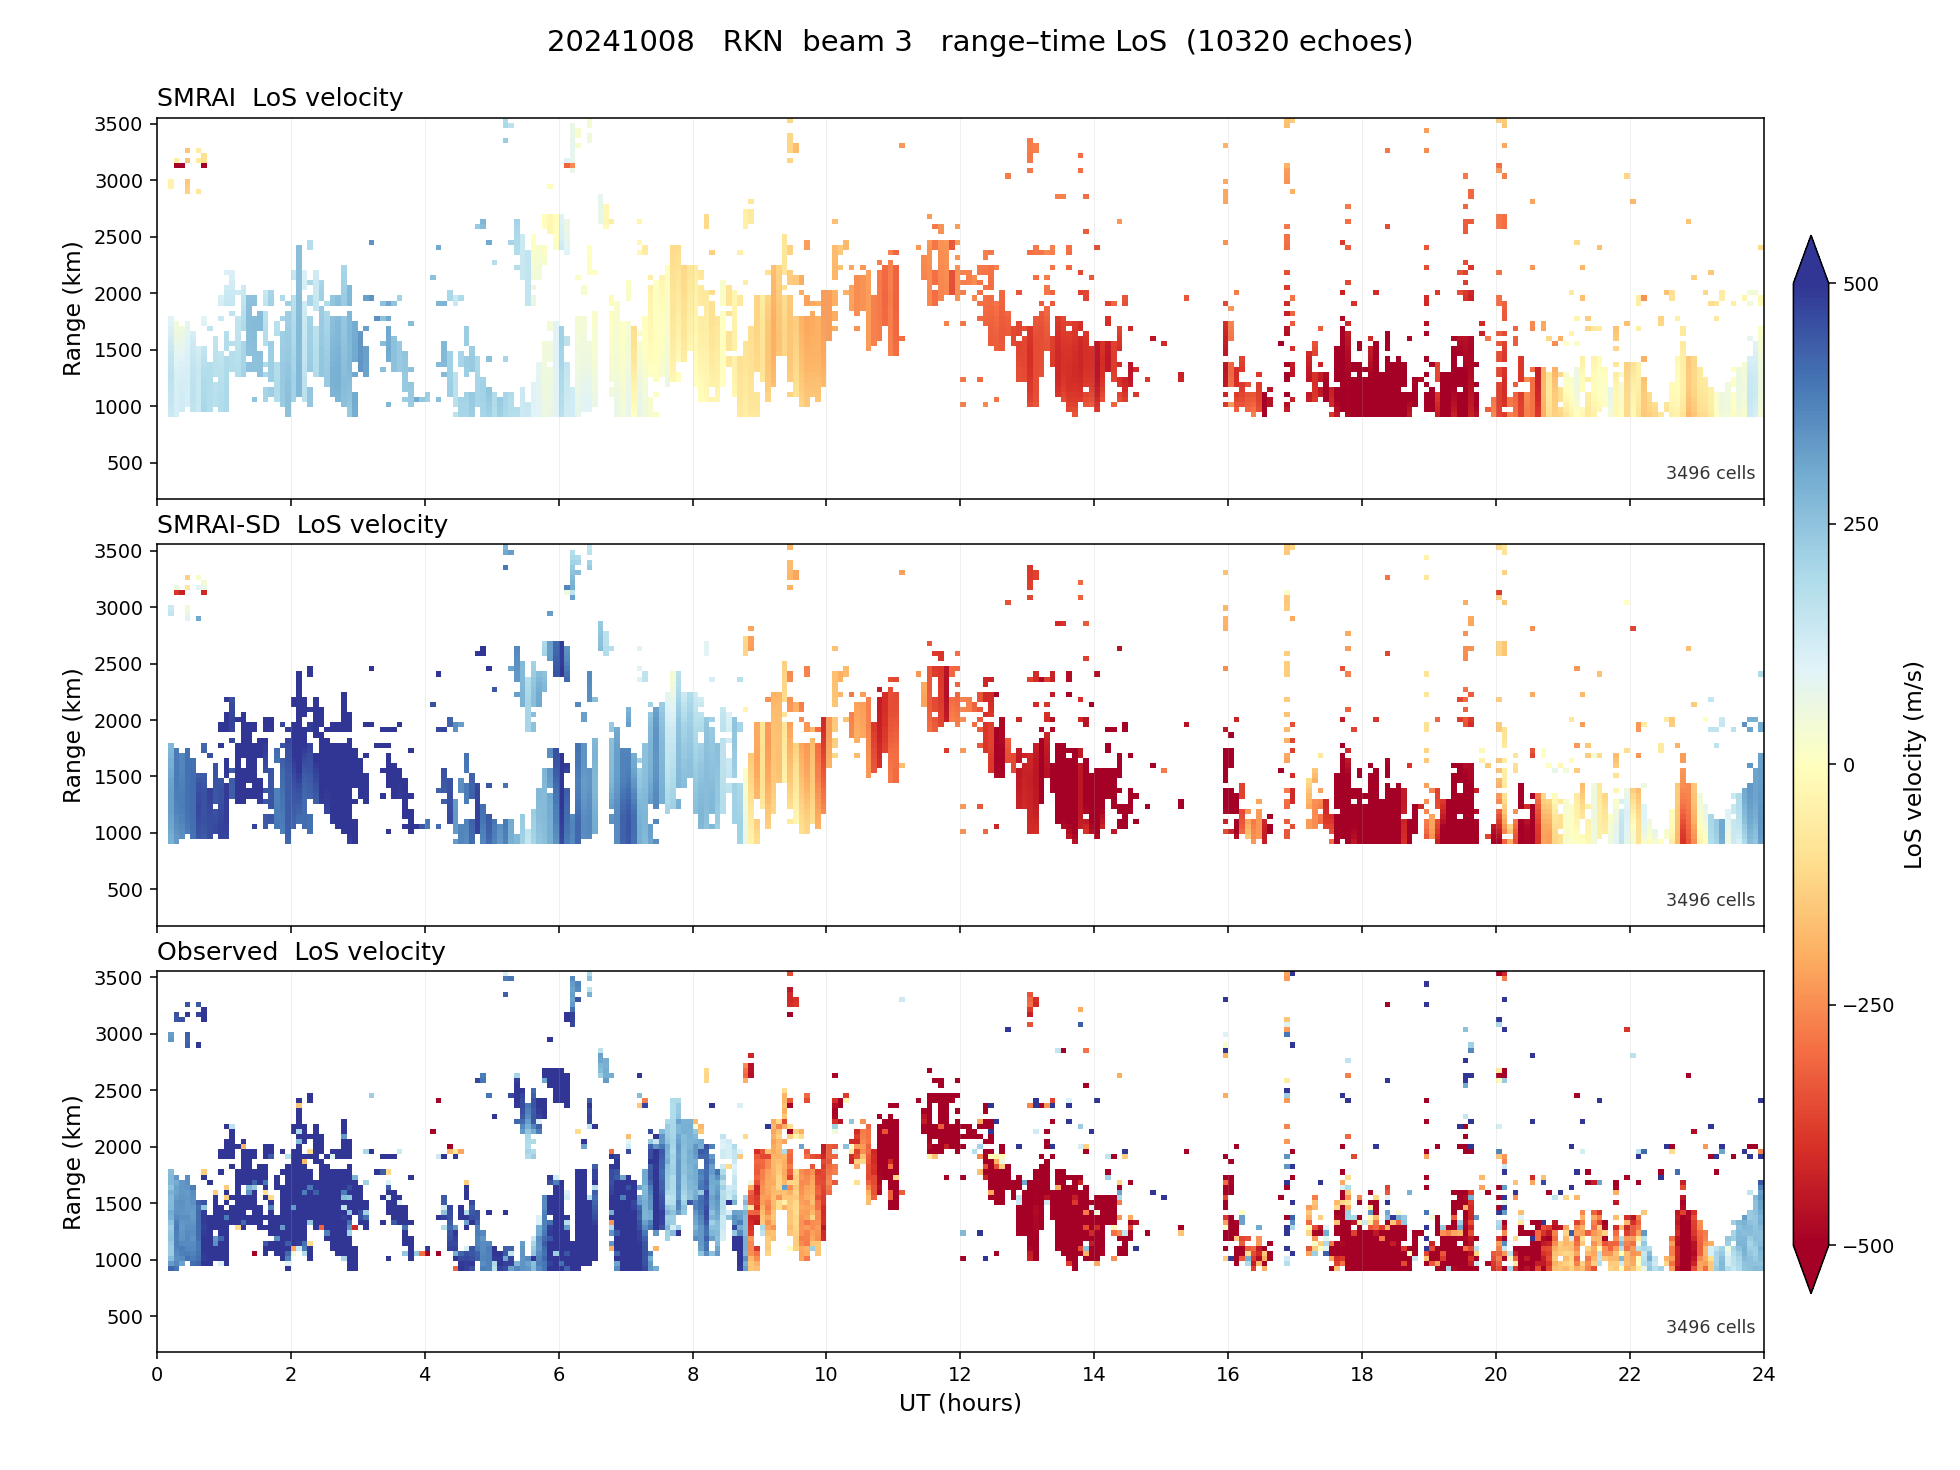 20241008   RKN  beam 3   range–time LoS  (10320 echoes)
SMRAI  LoS velocity
3500
3000
2500
2000
1500
1000
500
Range (km)
3496 cells
SMRAI-SD  LoS velocity
3500
3000
2500
2000
1500
1000
500
Range (km)
3496 cells
Observed  LoS velocity
3500
3000
2500
2000
1500
1000
500
Range (km)
3496 cells
0 2 4 6 8 10 12 14 16 18 20 22 24
UT (hours)
500
250
0
−250
−500
LoS velocity (m/s)